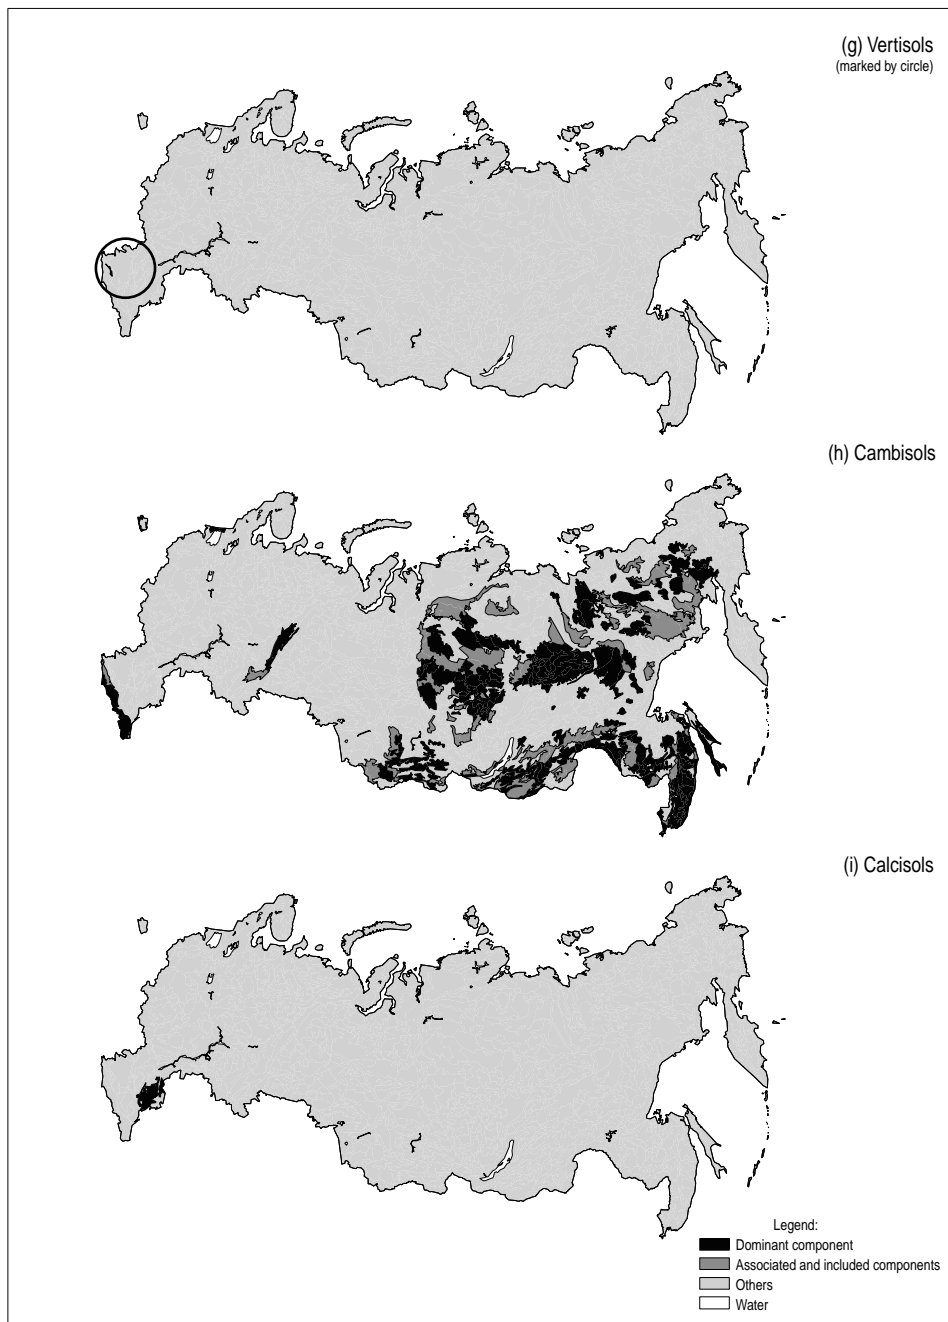 (g) Vertisols
(marked by circle)
(h) Cambisols
(i) Calcisols
Legend:
Dominant component
Associated and included components
Others
Water